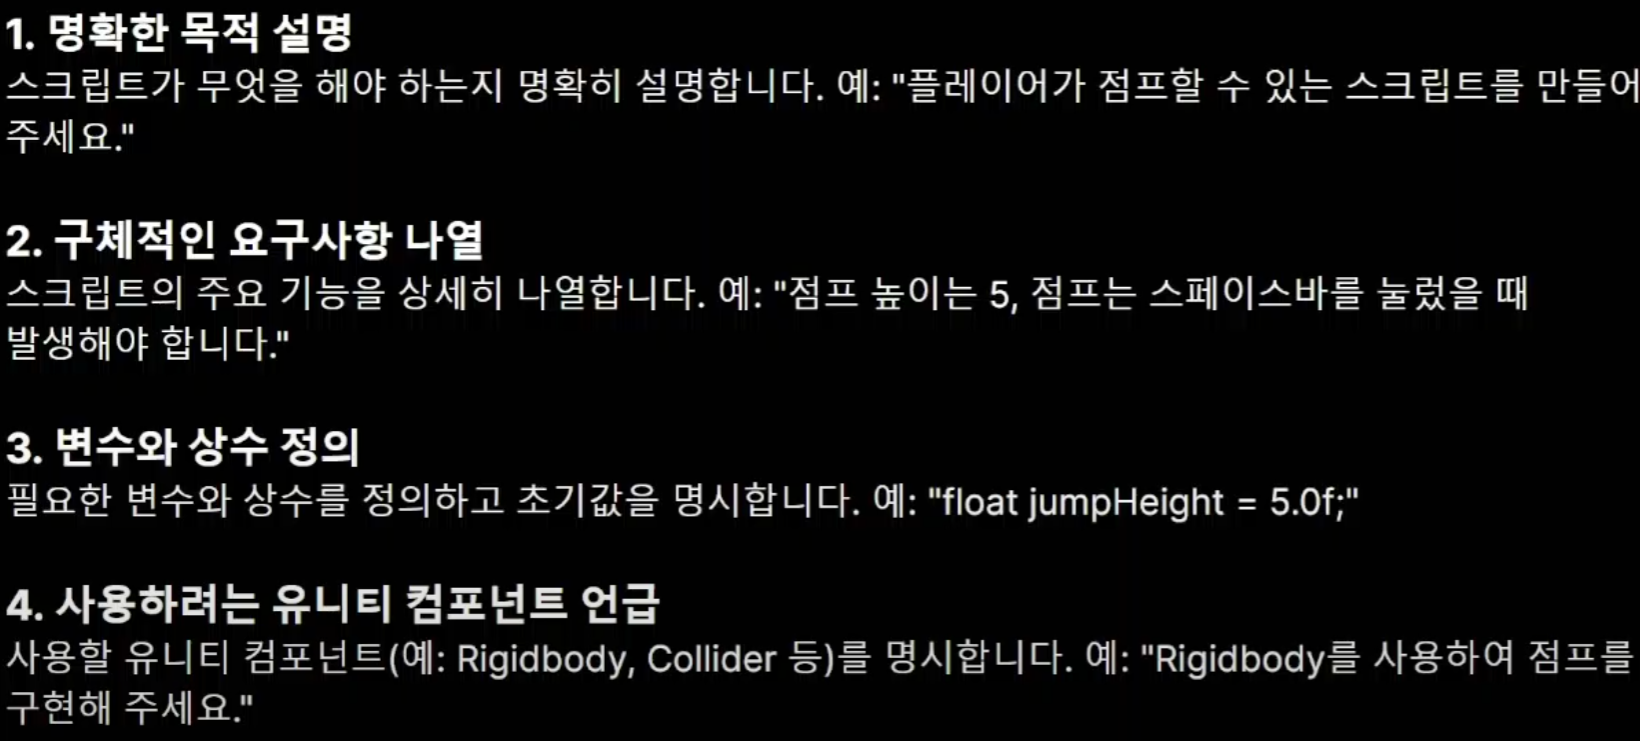 1. 명확한 목적 설명
스크립트가 무엇을 해야 하는지 명확히 설명합니다. 예: "플레이어가 점프할 수 있는 스크립트를 만들어
주세요."
2. 구체적인 요구사항 나열
스크립트의 주요 기능을 상세히 나열합니다. 예: "점프 높이는 5, 점프는 스페이스바를 눌렀을 때
발생해야 합니다."
3. 변수와 상수 정의
필요한 변수와 상수를 정의하고 초기값을 명시합니다. 예: "float jumpHeight = 5.0f;"
4. 사용하려는 유니티 컴포넌트 언급
사용할 유니티 컴포넌트(예: Rigidbody, Collider 등)를 명시합니다. 예: "Rigidbody를 사용하여 점프를
구현해 주세요."